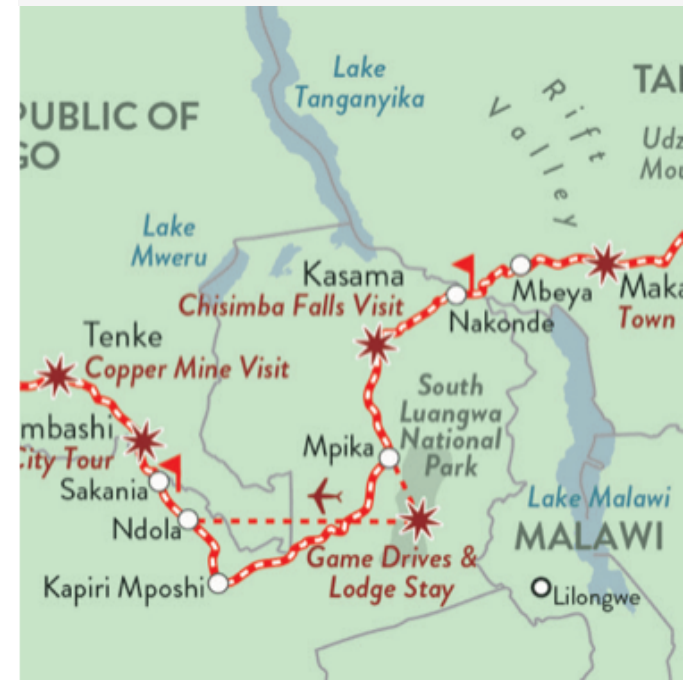 Lake
Tanganyika
Rift
Valley
TAI
PUBLIC OF
GO
Udz
Mou
Lake
Mweru
Kasama
Chisimba Falls Visit
Mbeya
Maka
Town
Nakonde
Tenke
Copper Mine Visit
South
Luangwa
National
Park
mbashi
City Tour
Mpika
Sakania
Lake Malawi
Ndola
MALAWI
Game Drives &
Lodge Stay
Kapiri Mposhi
Lilongwe